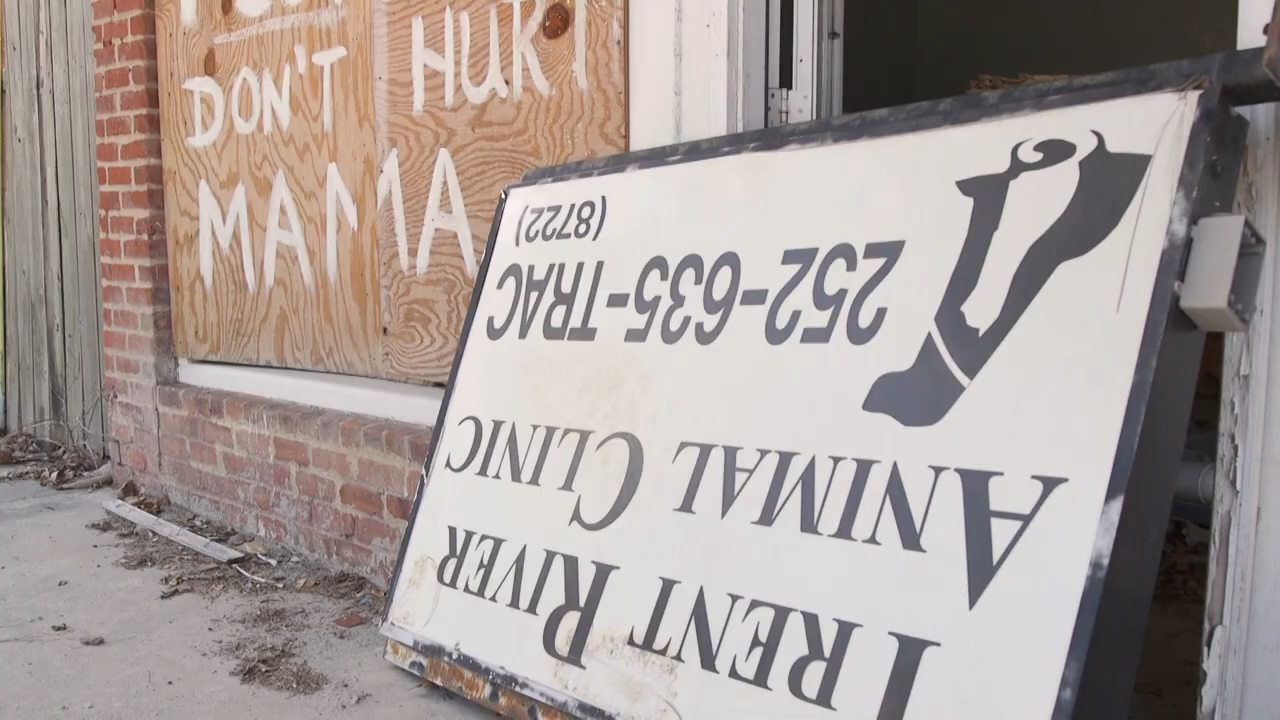 DON'T HURT
MAMA
TRENT RIVER
ANIMAL CLINIC
252-635-TRAC
(8722)